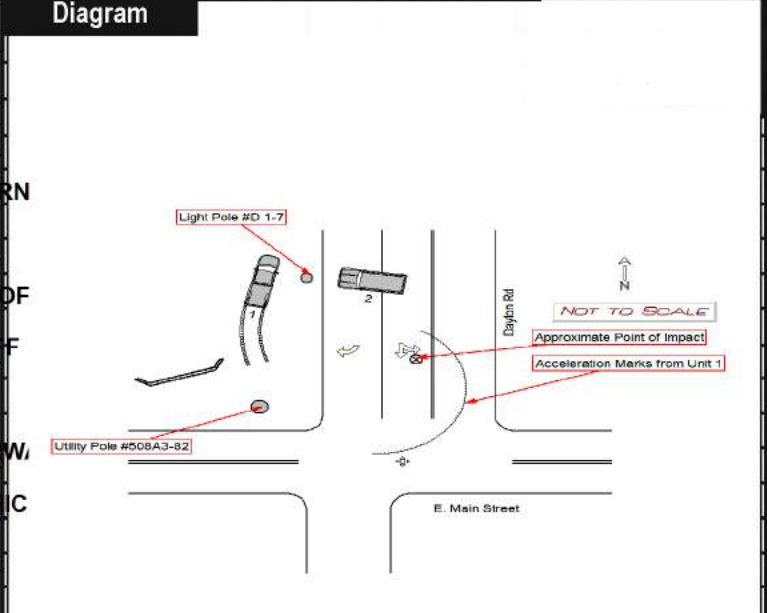 Diagram
RN
Light Pole #D 1-7
OF
1
2
N
Dayton Rd
NOT TO SCALE
F
Approximate Point of Impact
Acceleration Marks from Unit 1
Utility Pole #508A3-82
W/
IC
E. Main Street